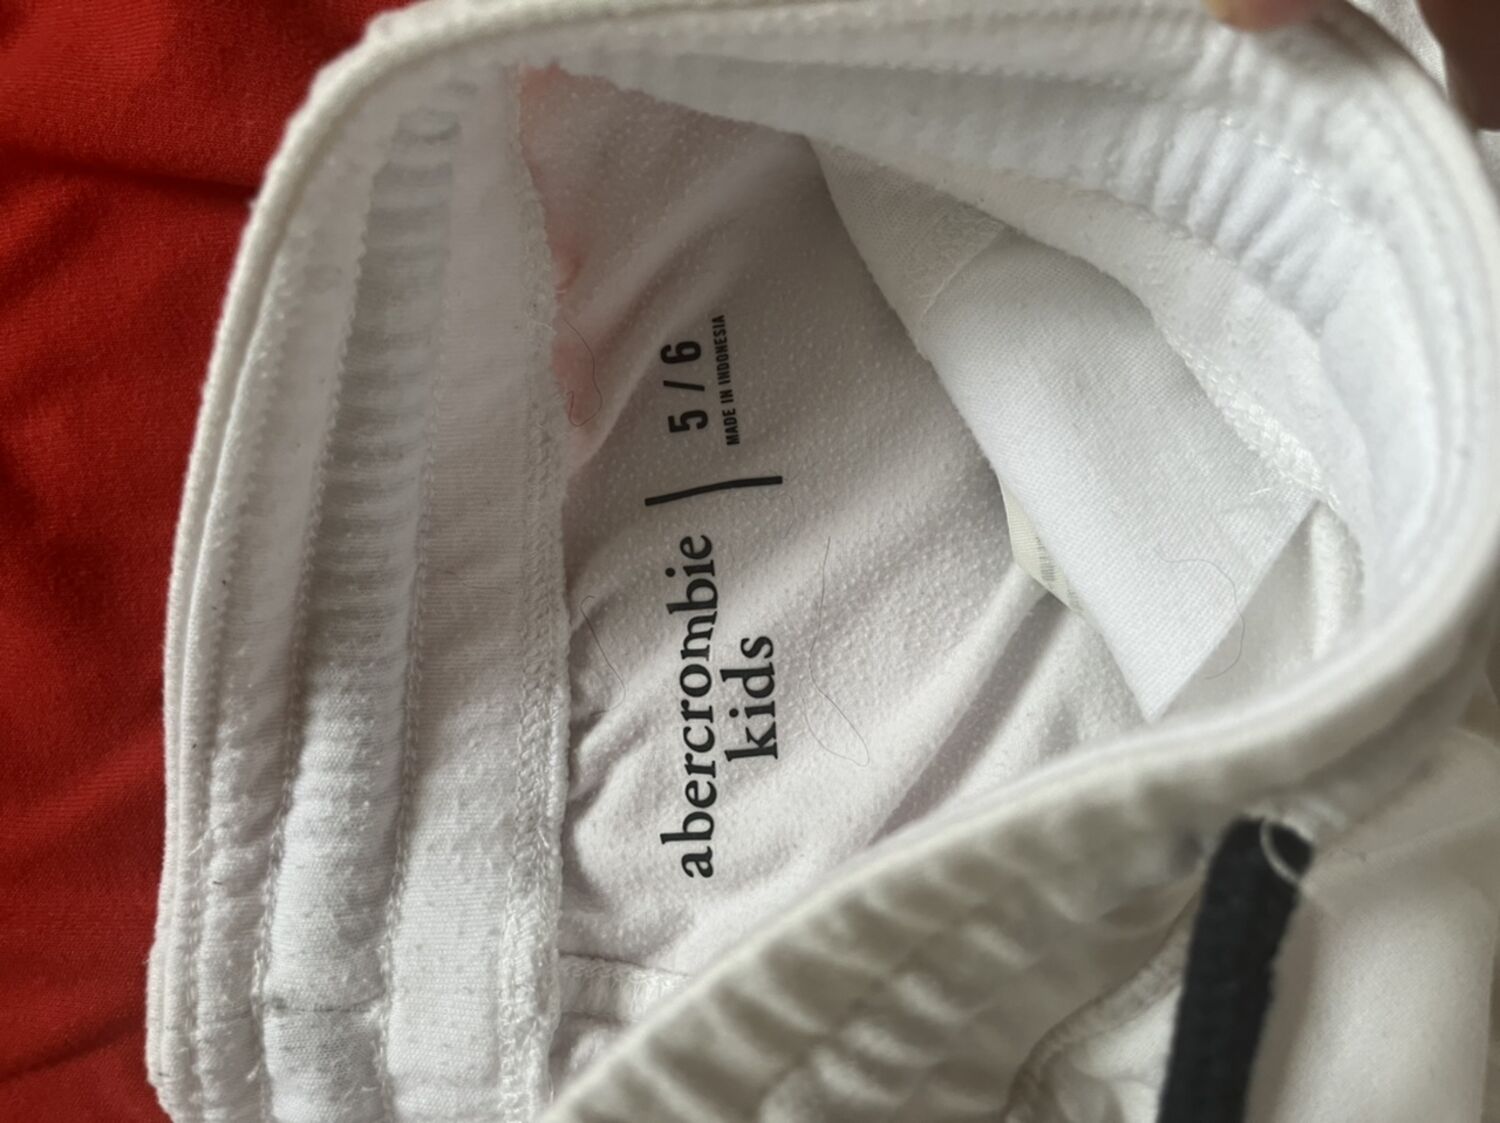 abercrombie
kids
5 / 6
MADE IN INDONESIA